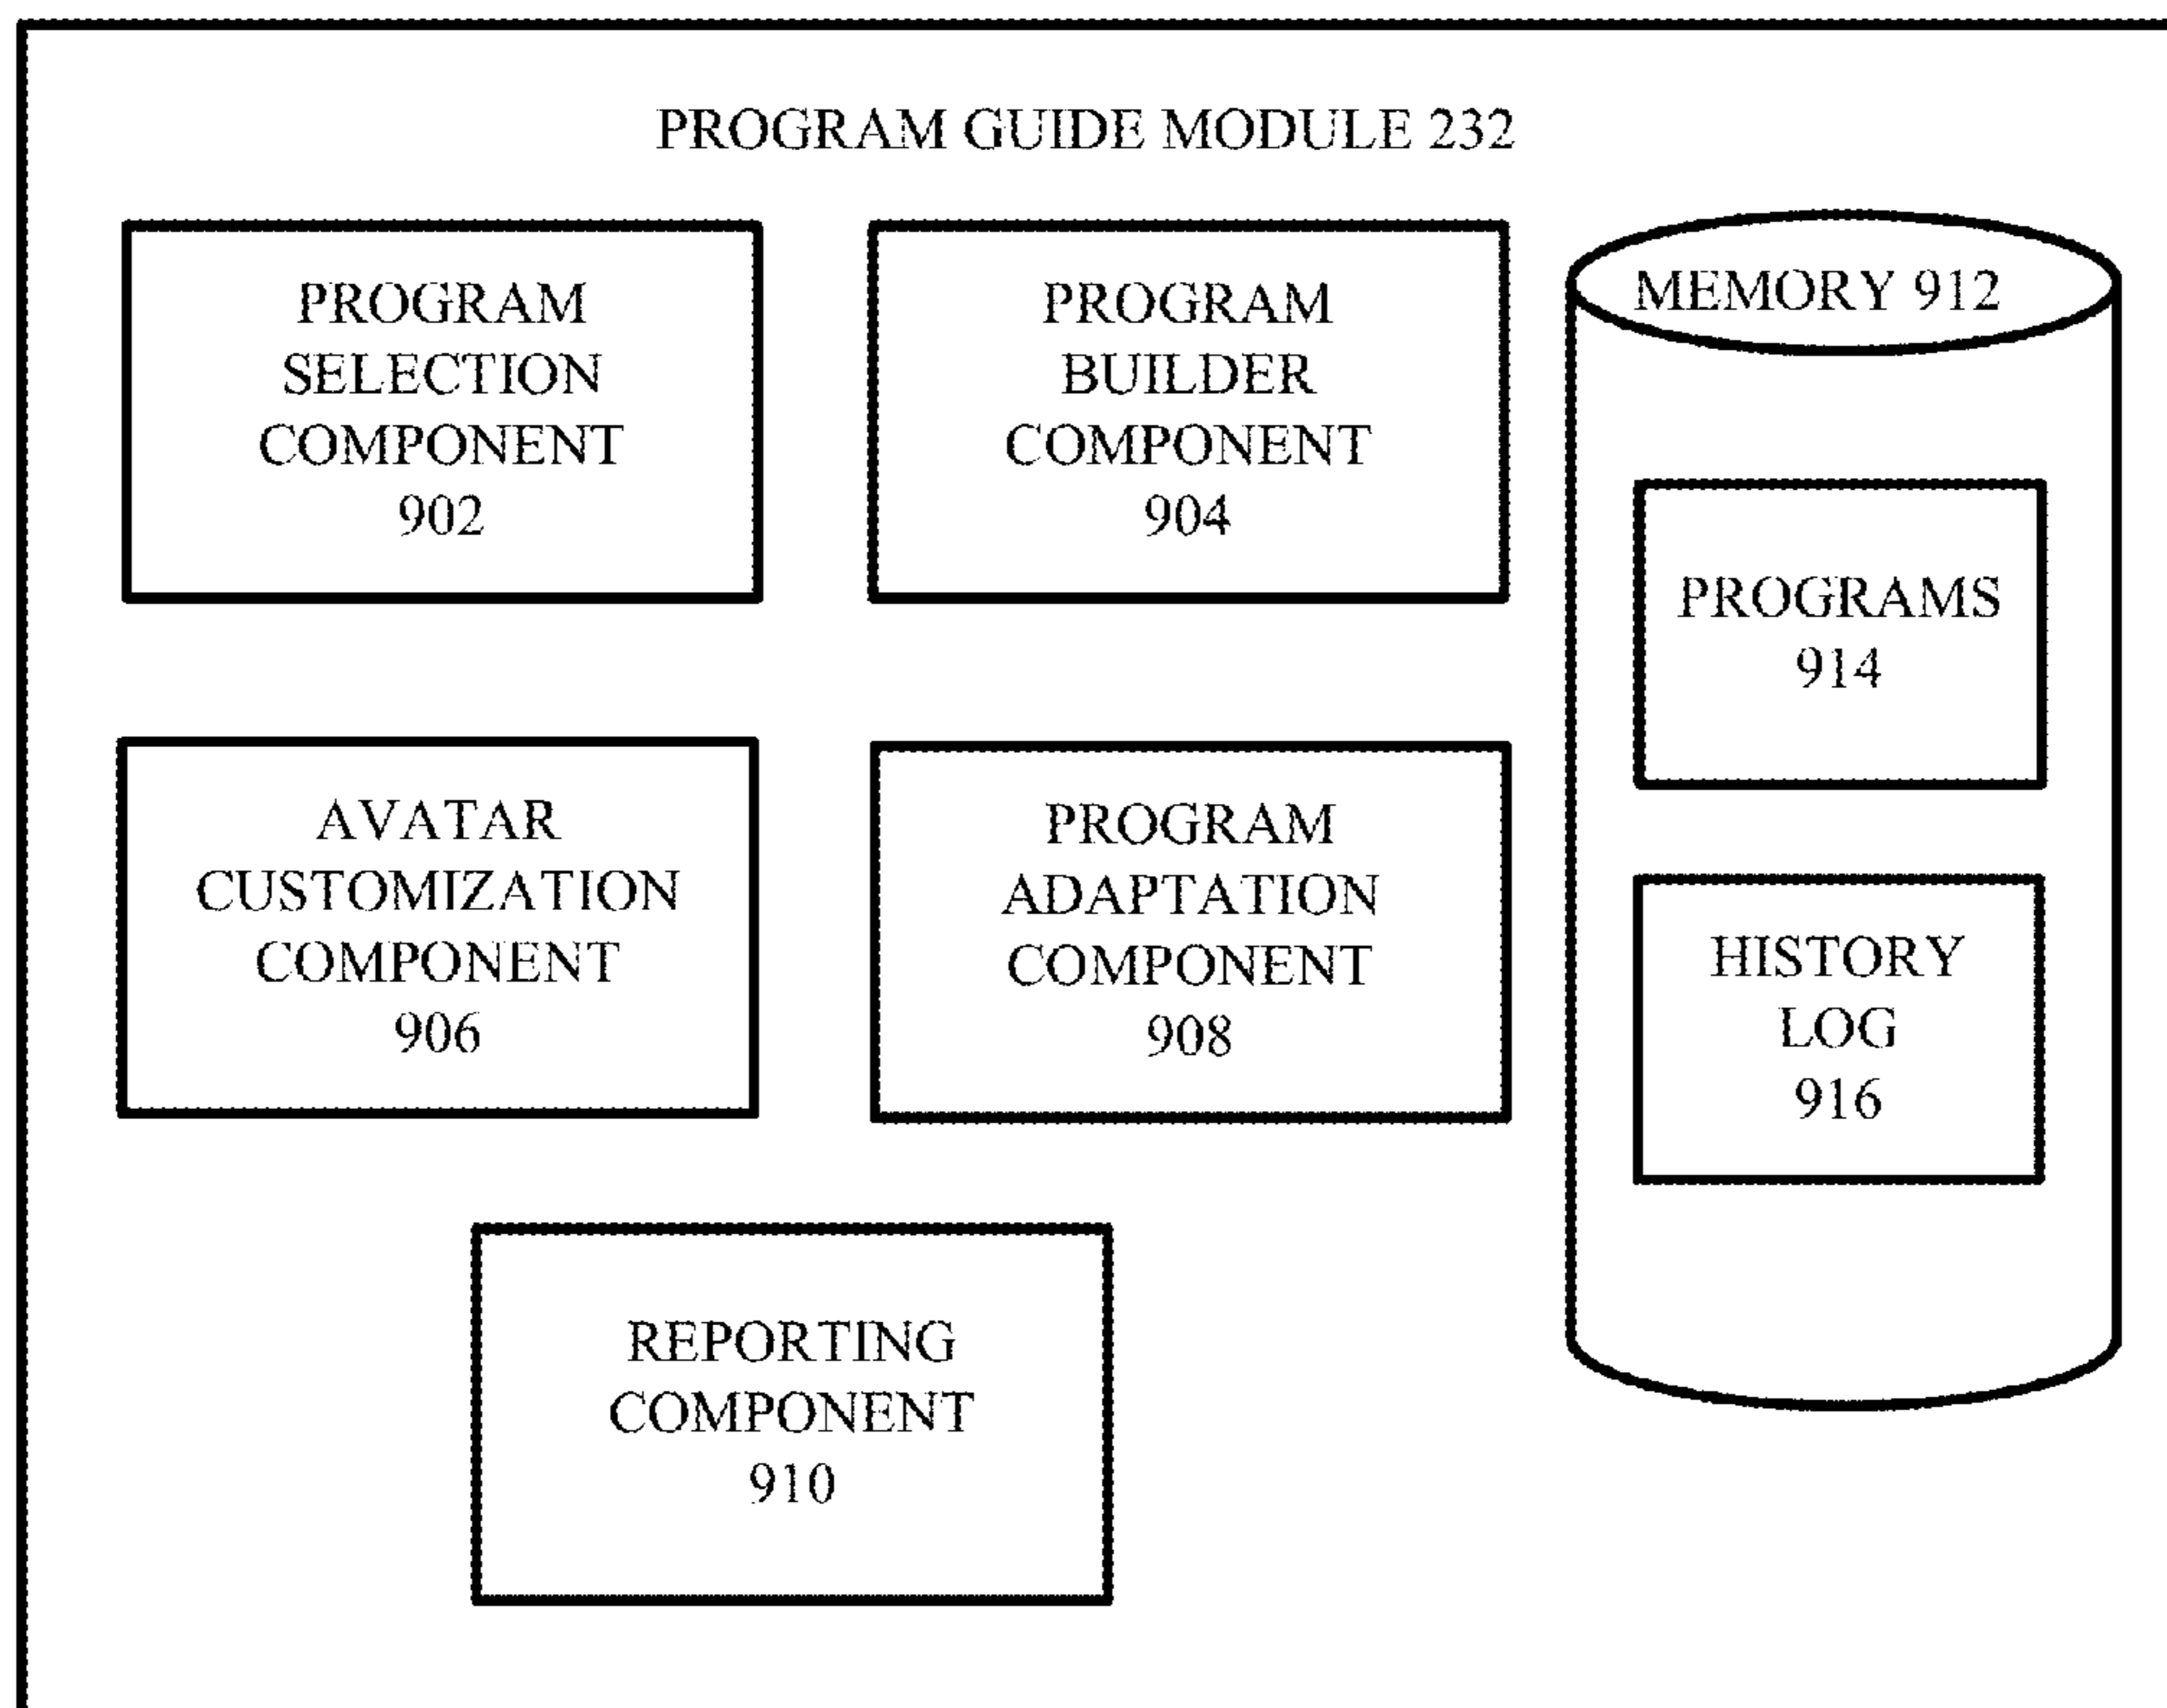 PROGRAM GUIDE MODULE 232
PROGRAM
SELECTION
COMPONENT
902
PROGRAM
BUILDER
COMPONENT
904
MEMORY 912
PROGRAMS
914
AVATAR
CUSTOMIZATION
COMPONENT
906
PROGRAM
ADAPTATION
COMPONENT
908
HISTORY
LOG
916
REPORTING
COMPONENT
910